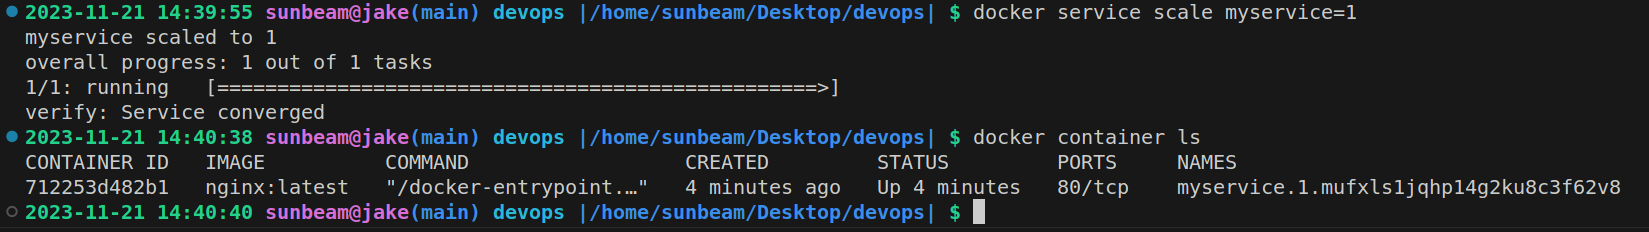 2023-11-21 14:39:55 sunbeam@jake(main) devops |/home/sunbeam/Desktop/devops| $ docker service scale myservice=1
myservice scaled to 1
overall progress: 1 out of 1 tasks
1/1: running   [==================================================>]
verify: Service converged
2023-11-21 14:40:38 sunbeam@jake(main) devops |/home/sunbeam/Desktop/devops| $ docker container ls
CONTAINER ID   IMAGE          COMMAND                  CREATED         STATUS         PORTS     NAMES
712253d482b1   nginx:latest   "/docker-entrypoint.…"   4 minutes ago   Up 4 minutes   80/tcp    myservice.1.mufxls1jqhp14g2ku8c3f62v8
2023-11-21 14:40:40 sunbeam@jake(main) devops |/home/sunbeam/Desktop/devops| $